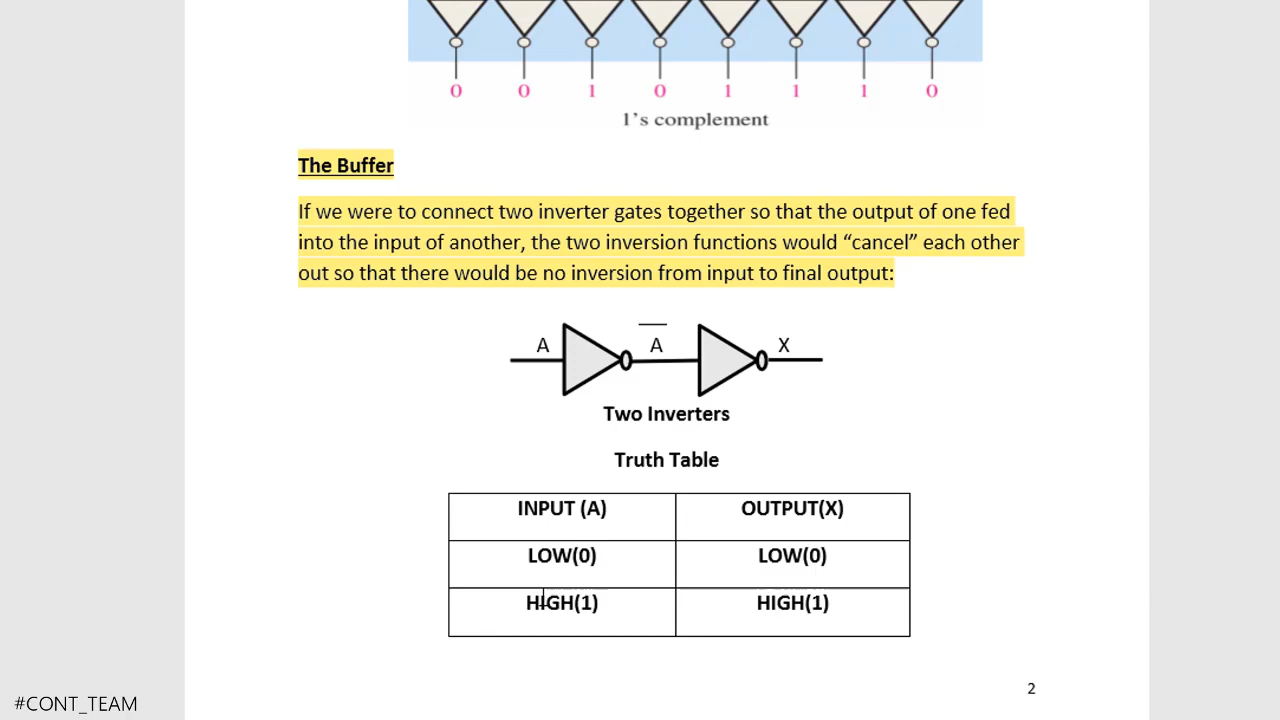 0 0 1 0 1 1 1 0
1's complement
The Buffer
If we were to connect two inverter gates together so that the output of one fed
into the input of another, the two inversion functions would “cancel” each other
out so that there would be no inversion from input to final output:
A A X
Two Inverters
Truth Table
INPUT (A) OUTPUT(X)
LOW(0) LOW(0)
HIGH(1) HIGH(1)
2
#CONT_TEAM